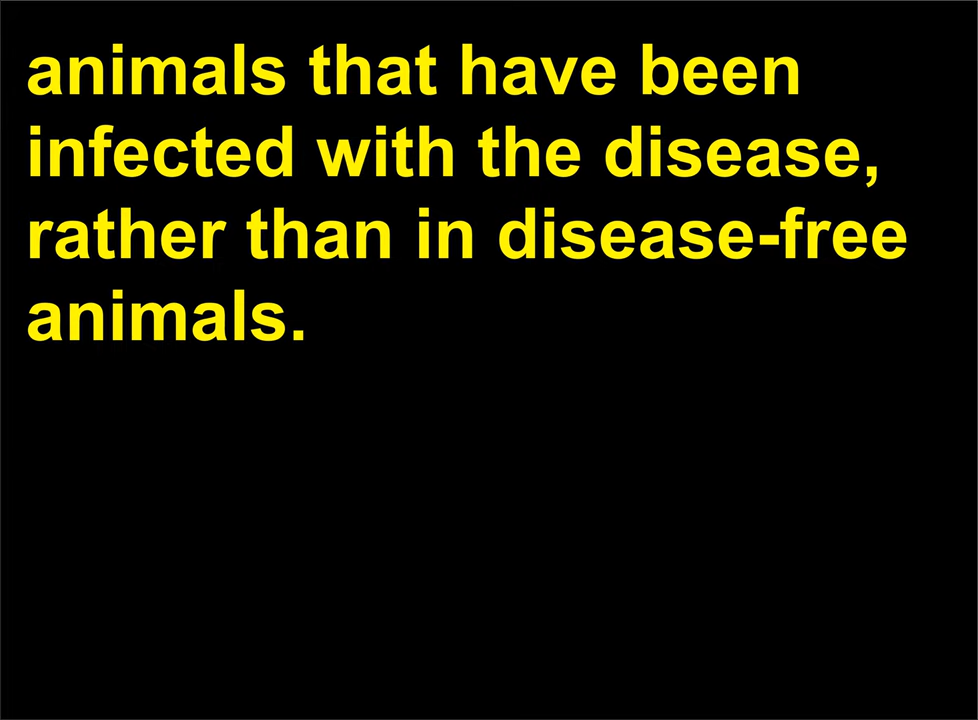 animals that have been
infected with the disease,
rather than in disease-free
animals.